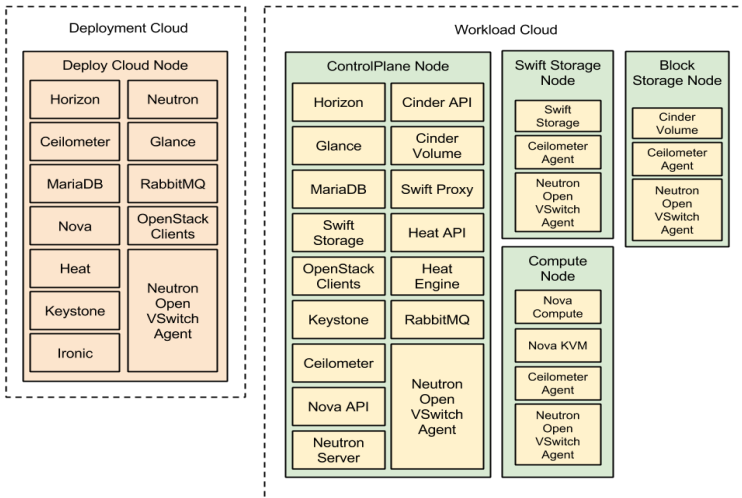 Deployment Cloud
Deploy Cloud Node
Horizon
Neutron
Ceilometer
Glance
MariaDB
RabbitMQ
Nova
OpenStack
Clients
Heat
Neutron
Open
VSwitch
Agent
Keystone
Ironic
Workload Cloud
ControlPlane Node
Horizon
Cinder API
Glance
Cinder
Volume
MariaDB
Swift Proxy
Swift
Storage
Heat API
OpenStack
Clients
Heat
Engine
Keystone
RabbitMQ
Ceilometer
Neutron
Open
VSwitch
Agent
Nova API
Neutron
Server
Swift Storage
Node
Swift
Storage
Ceilometer
Agent
Neutron
Open
VSwitch
Agent
Block
Storage Node
Cinder
Volume
Ceilometer
Agent
Neutron
Open
VSwitch
Agent
Compute
Node
Nova
Compute
Nova KVM
Ceilometer
Agent
Neutron
Open
VSwitch
Agent